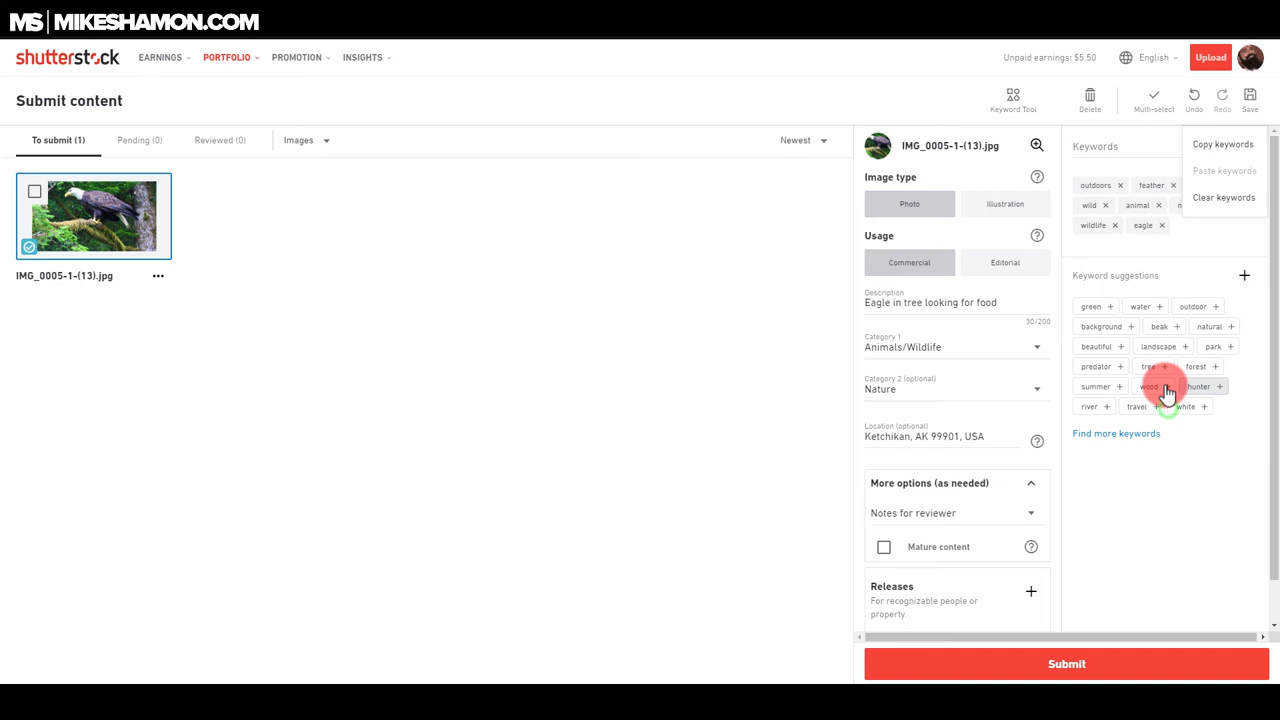 MS | MIKESHAMON.COM
shutterstock EARNINGS PORTFOLIO PROMOTION INSIGHTS Unpaid earnings: $5.50 English Upload
Submit content
Keyword Tool Delete Multi-select Undo Redo Save
To submit (1) Pending (0) Reviewed (0) Images Newest
IMG_0005-1-(13).jpg
IMG_0005-1-(13).jpg
•••
Image type
Photo Illustration
Usage
Commercial Editorial
Description
Eagle in tree looking for food
30/200
Category 1
Animals/Wildlife
Category 2 (optional)
Nature
Location (optional)
Ketchikan, AK 99901, USA
More options (as needed)
Notes for reviewer
Mature content
Releases
For recognizable people or
property.
Keywords
Copy keywords
Paste keywords
Clear keywords
outdoors × feather ×
wild × animal ×
wildlife × eagle ×
Keyword suggestions +
green + water + outdoor +
background + beak + natural +
beautiful + landscape + park +
predator + tree + forest +
summer + wood hunter +
river + travel + white +
Find more keywords
Submit